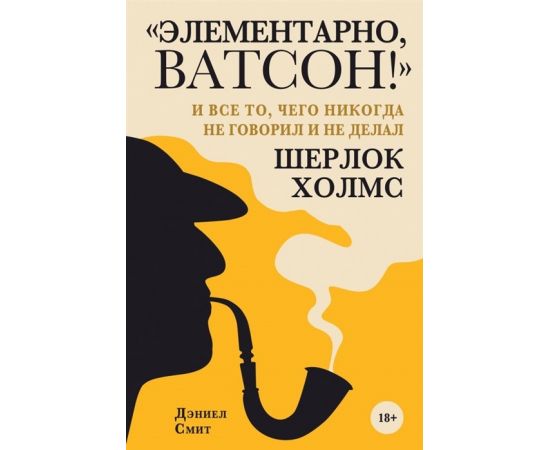 «ЭЛЕМЕНТАРНО,
ВАТСОН!»
И ВСЕ ТО, ЧЕГО НИКОГДА
НЕ ГОВОРИЛ И НЕ ДЕЛАЛ
ШЕРЛОК
ХОЛМС
Дэниел
Смит
18+